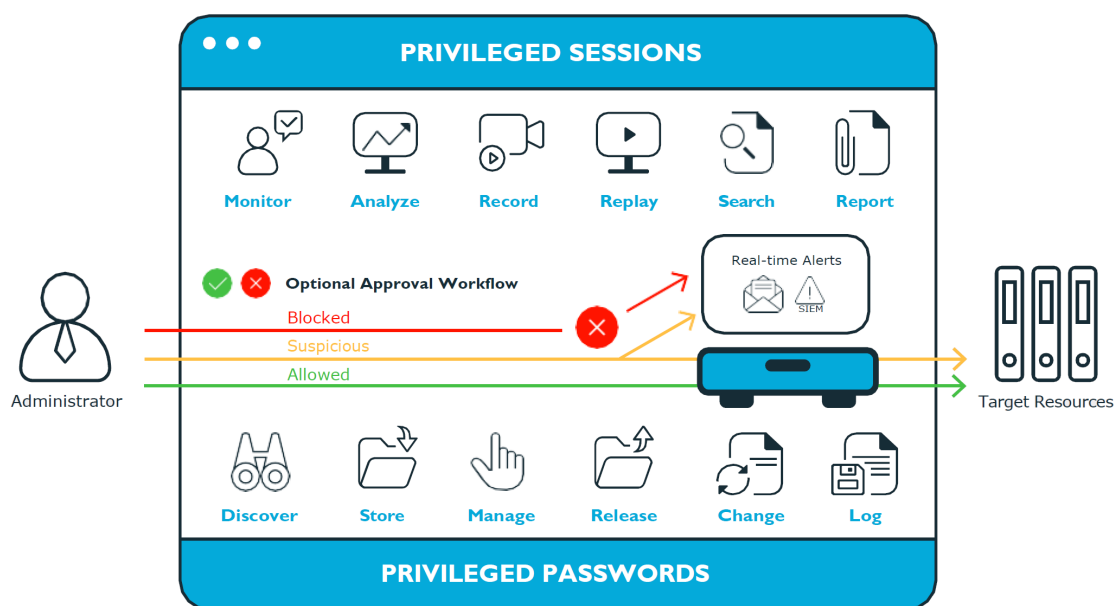 PRIVILEGED SESSIONS
Monitor
Analyze
Record
Replay
Search
Report
Real-time Alerts
SIEM
Optional Approval Workflow
Blocked
Suspicious
Allowed
Administrator
Target Resources
Discover
Store
Manage
Release
Change
Log
PRIVILEGED PASSWORDS